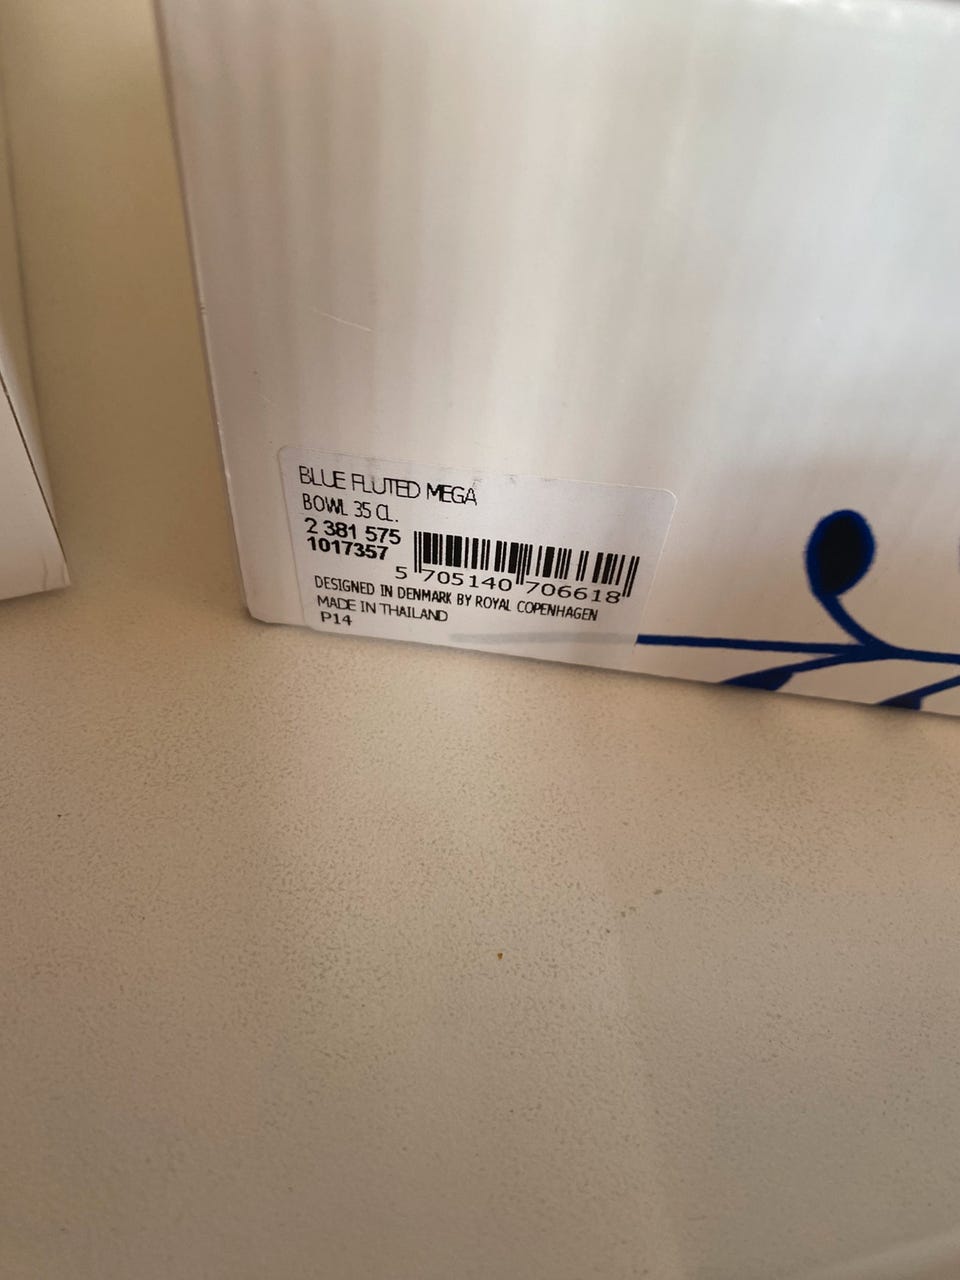 BLUE FLUTED MEGA
BOWL 35 CL.
2 381 575
1017357
5 705140 706618
DESIGNED IN DENMARK BY ROYAL COPENHAGEN
MADE IN THAILAND
P14